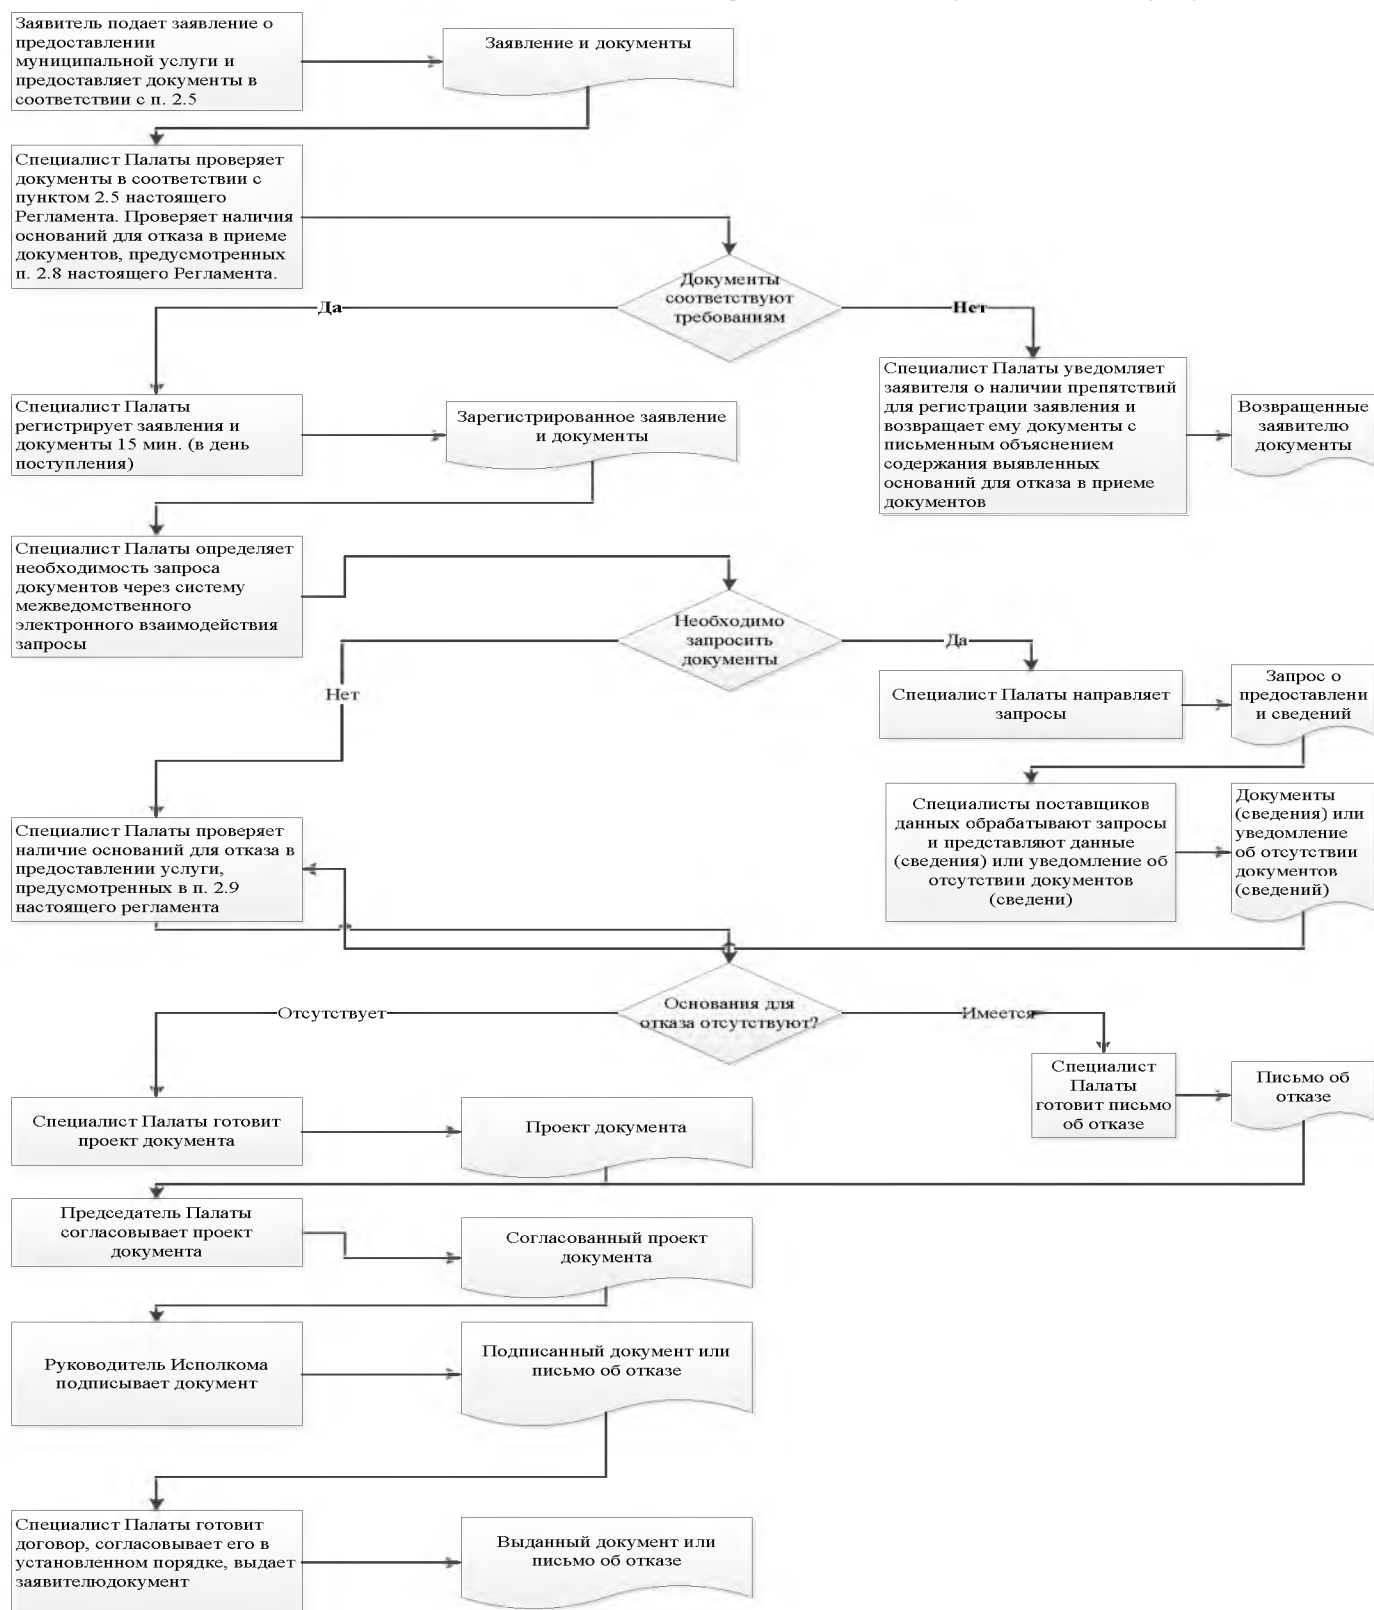 Заявитель подает заявление о
предоставлении
муниципальной услуги и
предоставляет документы в
соответствии с п. 2.5
Заявление и документы
Специалист Палаты проверяет
документы в соответствии с
пунктом 2.5 настоящего
Регламента. Проверяет наличия
оснований для отказа в приеме
документов, предусмотренных
п. 2.8 настоящего Регламента.
Документы
соответствуют
требованиям
Да
Нет
Специалист Палаты
регистрирует заявления и
документы 15 мин. (в день
поступления)
Зарегистрированное заявление
и документы
Специалист Палаты уведомляет
заявителя о наличии препятствий
для регистрации заявления и
возвращает ему документы с
письменным объяснением
содержания выявленных
оснований для отказа в приеме
документов
Возвращенные
заявителю
документы
Специалист Палаты определяет
необходимость запроса
документов через систему
межведомственного
электронного взаимодействия
запросы
Необходимо
запросить
документы
Да
Нет
Специалист Палаты направляет
запросы
Запрос о
предоставлени
и сведений
Специалисты поставщиков
данных обрабатывают запросы
и представляют данные
(сведения) или уведомление об
отсутствии документов
(сведени)
Документы
(сведения) или
уведомление
об отсутствии
документов
(сведений)
Специалист Палаты проверяет
наличие оснований для отказа в
предоставлении услуги,
предусмотренных в п. 2.9
настоящего регламента
Основания для
отказа отсутствуют?
Отсутствует
Имеется
Специалист
Палаты
готовит письмо
об отказе
Письмо об
отказе
Специалист Палаты готовит
проект документа
Проект документа
Председатель Палаты
согласовывает проект
документа
Согласованный проект
документа
Руководитель Исполкома
подписывает документ
Подписанный документ или
письмо об отказе
Специалист Палаты готовит
договор, согласовывает его в
установленном порядке, выдает
заявителюдокумент
Выданный документ или
письмо об отказе